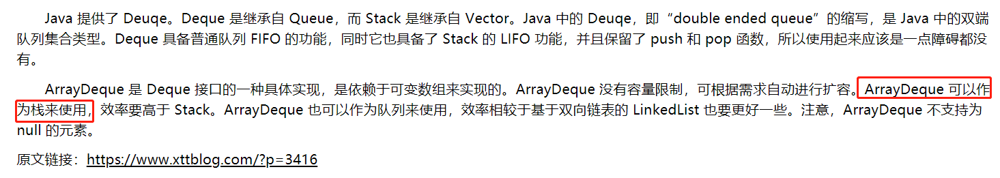 Java 提供了 Deuqe。Deque 是继承自 Queue，而 Stack 是继承自 Vector。Java 中的 Deuqe，即“double ended queue”的缩写，是 Java 中的双端
队列集合类型。Deque 具备普通队列 FIFO 的功能，同时它也具备了 Stack 的 LIFO 功能，并且保留了 push 和 pop 函数，所以使用起来应该是一点障碍都没
有。
ArrayDeque 是 Deque 接口的一种具体实现，是依赖于可变数组来实现的。ArrayDeque 没有容量限制，可根据需求自动进行扩容。ArrayDeque 可以作
为栈来使用，效率要高于 Stack。ArrayDeque 也可以作为队列来使用，效率相较于基于双向链表的 LinkedList 也要更好一些。注意，ArrayDeque 不支持为
null 的元素。
原文链接：https://www.xttblog.com/?p=3416